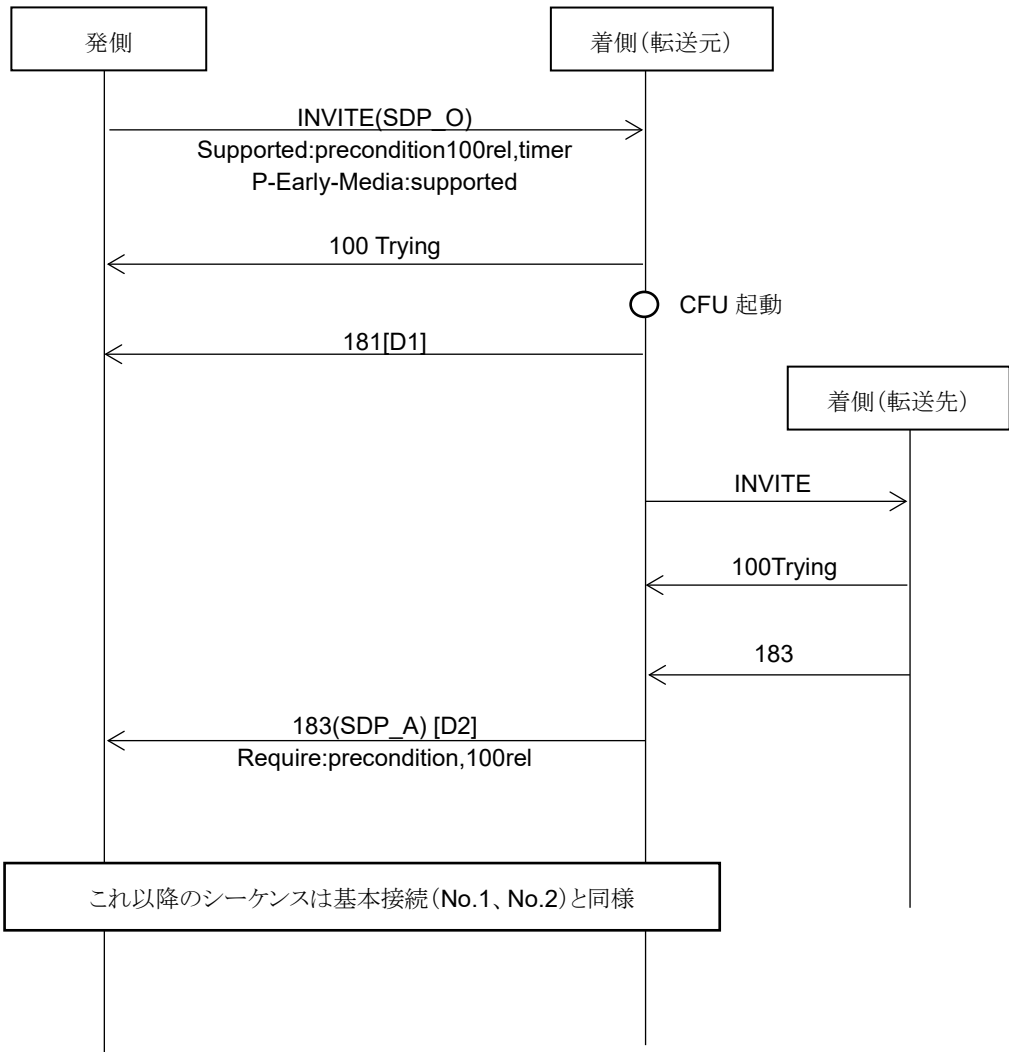 発側
着側(転送元)
INVITE(SDP_O)
Supported:precondition100rel,timer
P-Early-Media:supported
100 Trying
CFU 起動
181[D1]
着側(転送先)
INVITE
100Trying
183
183(SDP_A) [D2]
Require:precondition,100rel
これ以降のシーケンスは基本接続(No.1、No.2)と同様